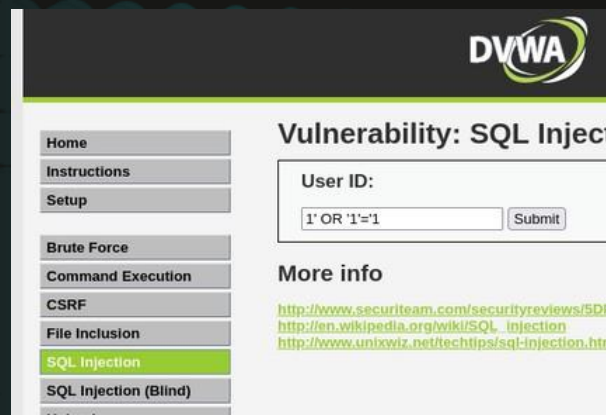 DVWA
Home
Instructions
Setup
Brute Force
Command Execution
CSRF
File Inclusion
SQL Injection
SQL Injection (Blind)
Vulnerability: SQL
User ID:
1' OR '1'='1
Submit
More info
http://www.securiteam.com/securityreviews/5D
http://en.wikipedia.org/wiki/SQL_injection
http://www.unixwiz.net/techtips/sql-injection.ht